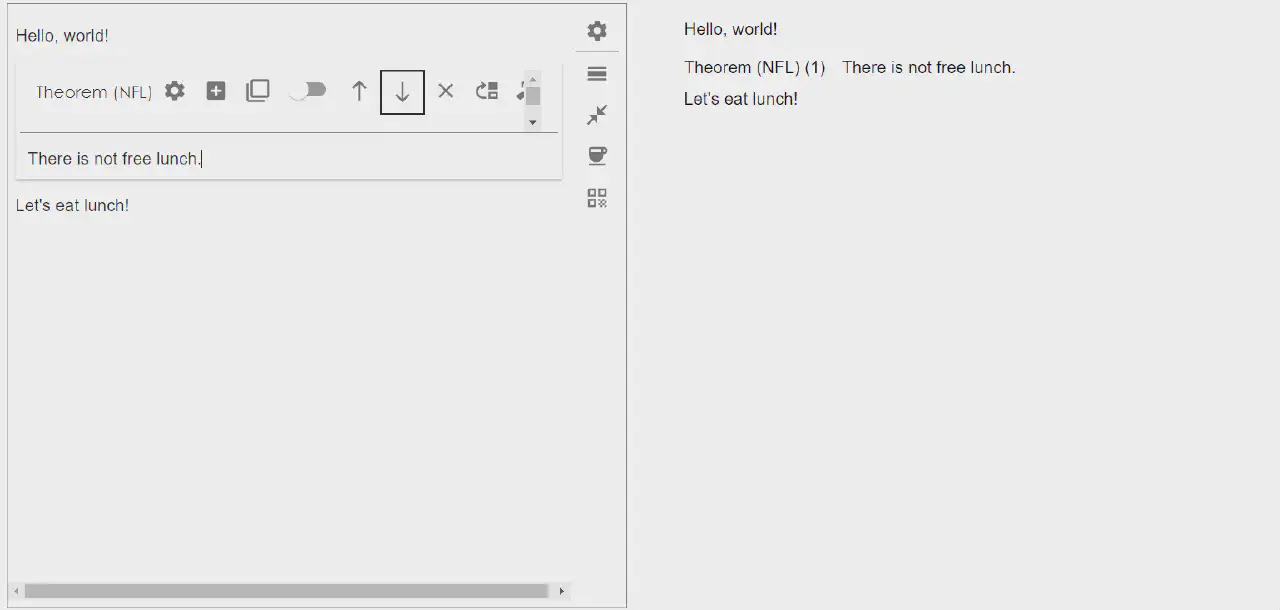 Hello, world!
Theorem (NFL)
There is not free lunch.
Let's eat lunch!
Hello, world!
Theorem (NFL) (1) There is not free lunch.
Let's eat lunch!